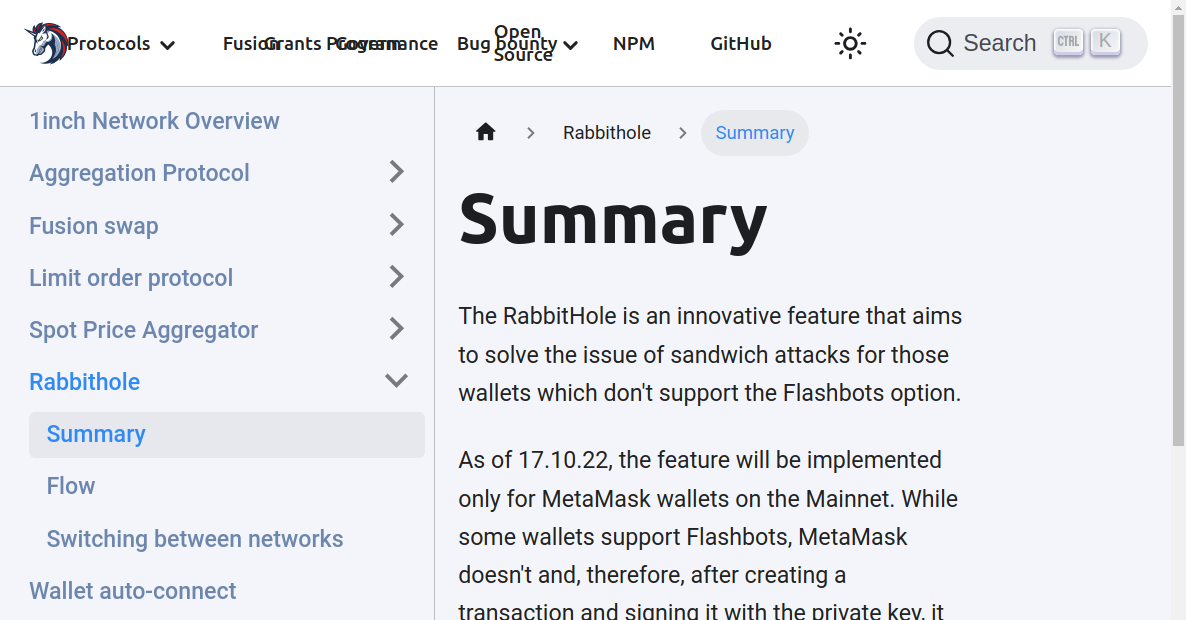 Protocols
Fusion
Grants Program
Governance
Bug bounty
Open
Source
NPM
GitHub
Search CTRL K
1inch Network Overview
Aggregation Protocol
Fusion swap
Limit order protocol
Spot Price Aggregator
Rabbithole
Summary
Flow
Switching between networks
Wallet auto-connect
Rabbithole
Summary
Summary
The RabbitHole is an innovative feature that aims
to solve the issue of sandwich attacks for those
wallets which don't support the Flashbots option.
As of 17.10.22, the feature will be implemented
only for MetaMask wallets on the Mainnet. While
some wallets support Flashbots, MetaMask
doesn't and, therefore, after creating a
transaction and signing it with the private key, it